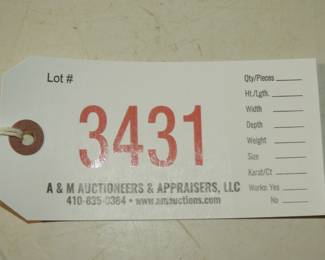 Lot #
3431
A & M AUCTIONEERS & APPRAISERS, LLC
410-835-0384 • www.amauctions.com
Qty/Pieces
Ht./Lgth.
Width
Depth
Weight
Size
Karat/Ct
Works: Yes
No